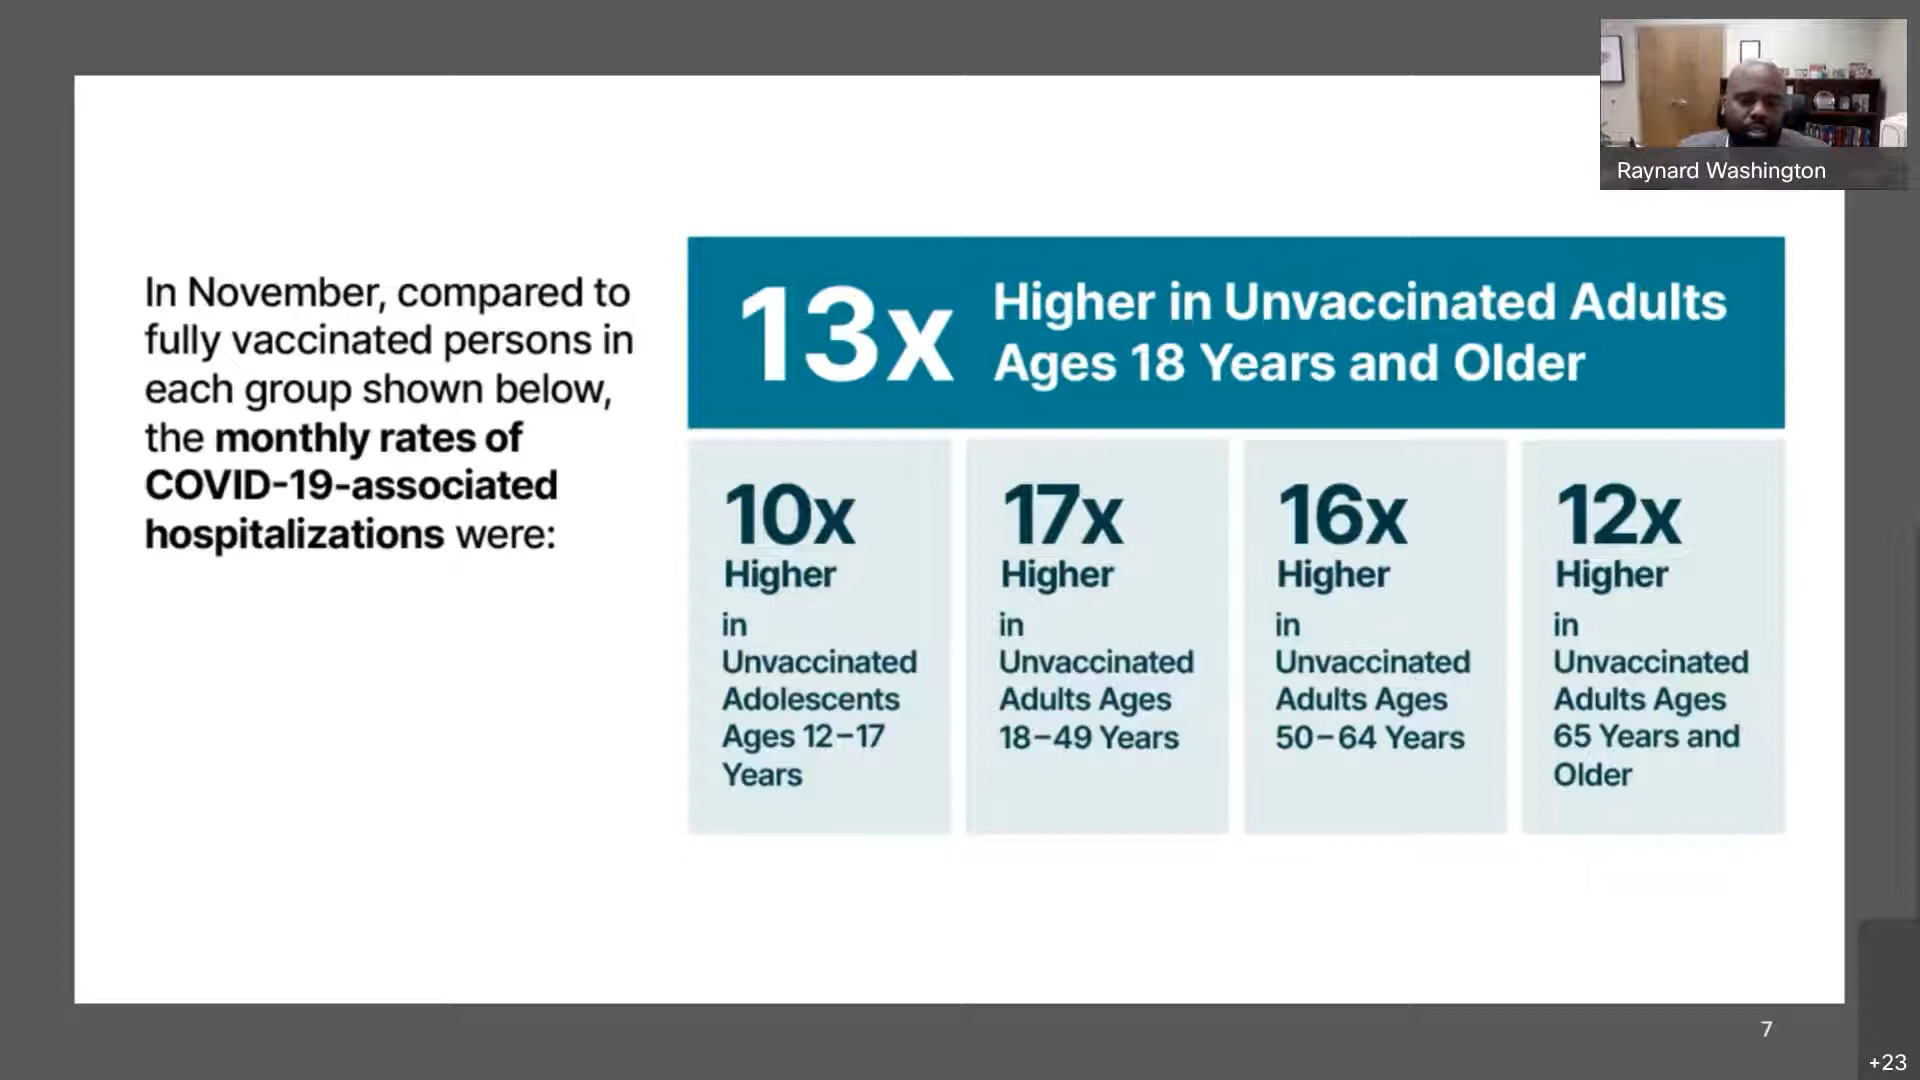 Raynard Washington
In November, compared to
fully vaccinated persons in
each group shown below,
the monthly rates of
COVID-19-associated
hospitalizations were:
13x
Higher in Unvaccinated Adults
Ages 18 Years and Older
10x
Higher
in
Unvaccinated
Adolescents
Ages 12–17
Years
17x
Higher
in
Unvaccinated
Adults Ages
18–49 Years
16x
Higher
in
Unvaccinated
Adults Ages
50–64 Years
12x
Higher
in
Unvaccinated
Adults Ages
65 Years and
Older
7
+23